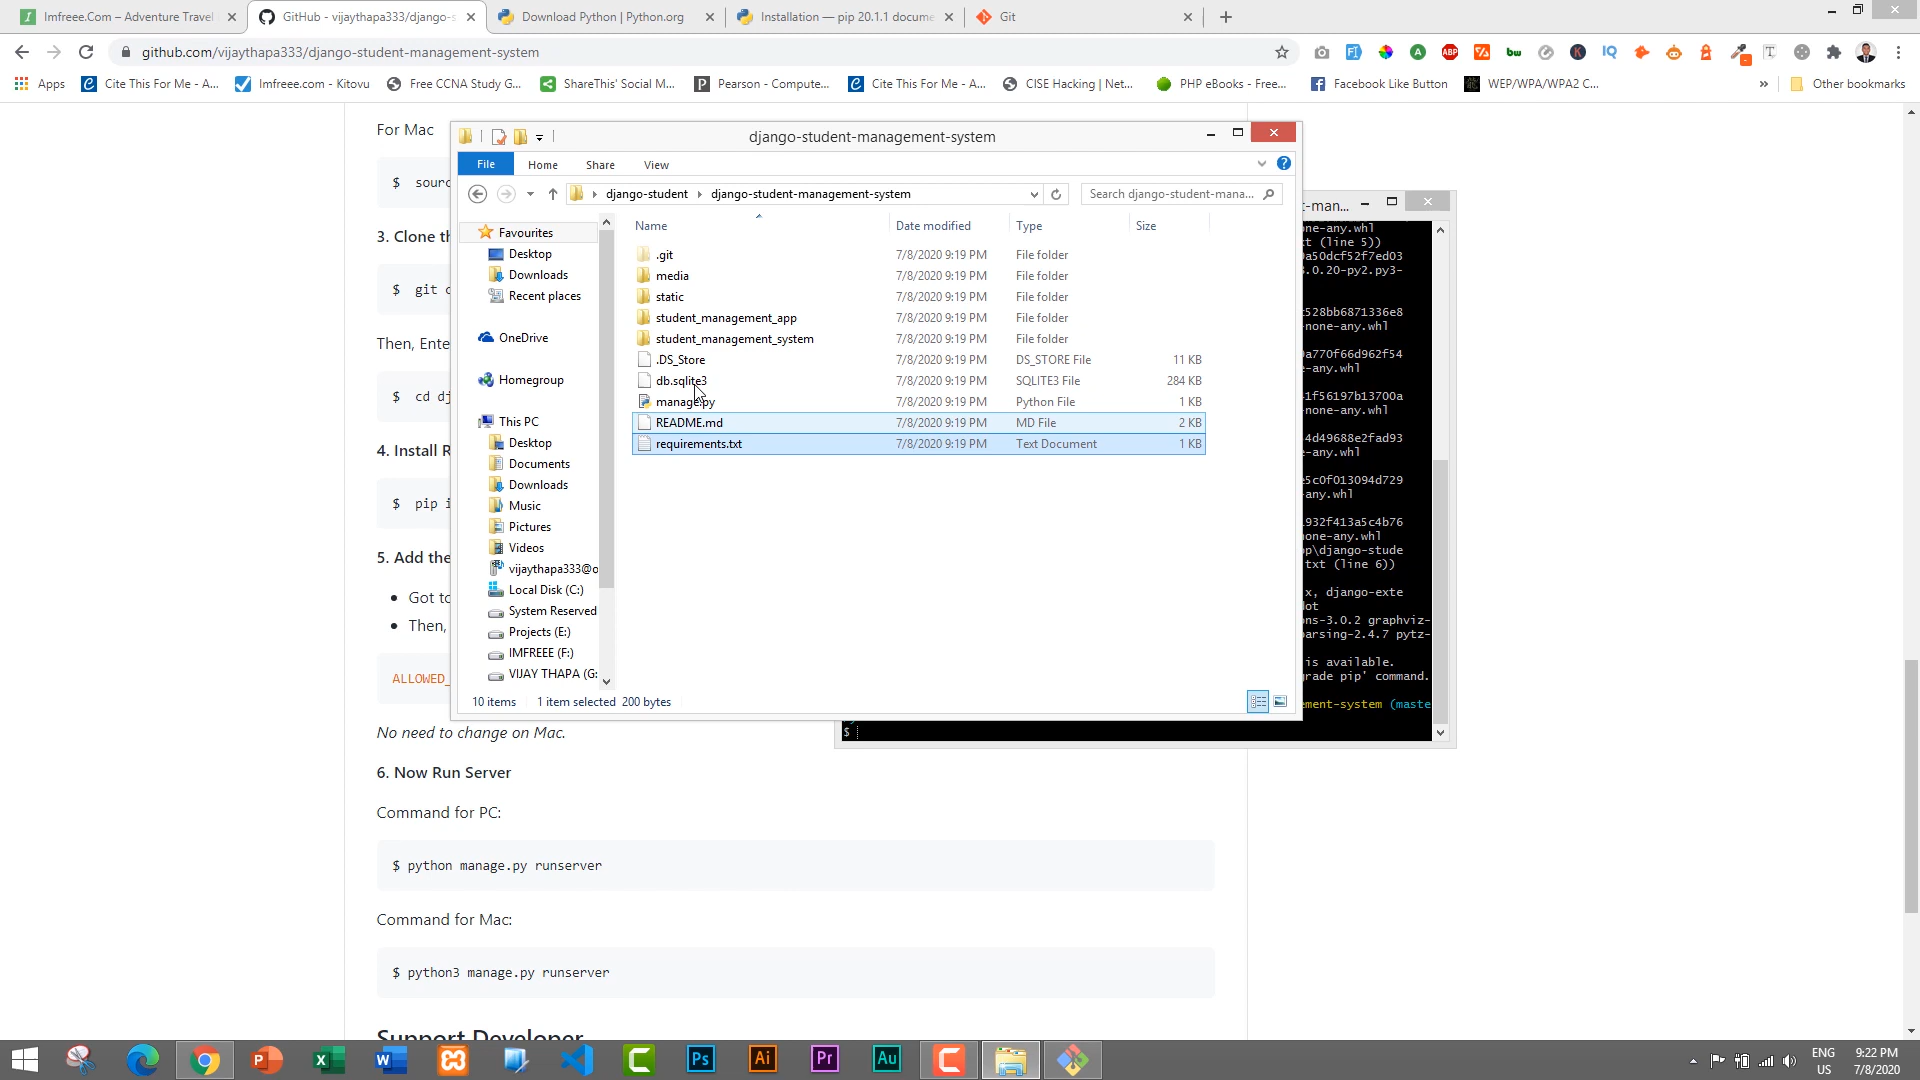 Imfreee.Com – Adventure Travel
GitHub - vijaythapa333/django-s
Download Python | Python.org
Installation — pip 20.1.1 docume
Git
github.com/vijaythapa333/django-student-management-system
Apps
Cite This For Me - A...
Imfreee.com - Kitovu
Free CCNA Study G...
ShareThis' Social M...
Pearson - Compute...
Cite This For Me - A...
CISE Hacking | Net...
PHP eBooks - Free...
Facebook Like Button
WEP/WPA/WPA2 C...
»
Other bookmarks
For Mac
$ sourc
3. Clone th
$ git c
Then, Ente
$ cd dj
4. Install R
$ pip i
5. Add the
Got to
Then,
ALLOWED_
No need to change on Mac.
6. Now Run Server
Command for PC:
$ python manage.py runserver
Command for Mac:
$ python3 manage.py runserver
Support Developer
django-student-management-system
File
Home
Share
View
django-student
django-student-management-system
Search django-student-mana...
Favourites
Desktop
Downloads
Recent places
OneDrive
Homegroup
This PC
Desktop
Documents
Downloads
Music
Pictures
Videos
vijaythapa333@o
Local Disk (C:)
System Reserved
Projects (E:)
IMFREEE (F:)
VIJAY THAPA (G:
Name Date modified Type Size
.git 7/8/2020 9:19 PM File folder
media 7/8/2020 9:19 PM File folder
static 7/8/2020 9:19 PM File folder
student_management_app 7/8/2020 9:19 PM File folder
student_management_system 7/8/2020 9:19 PM File folder
.DS_Store 7/8/2020 9:19 PM DS_STORE File 11 KB
db.sqlite3 7/8/2020 9:19 PM SQLITE3 File 284 KB
manage.py 7/8/2020 9:19 PM Python File 1 KB
README.md 7/8/2020 9:19 PM MD File 2 KB
requirements.txt 7/8/2020 9:19 PM Text Document 1 KB
10 items 1 item selected 200 bytes
t-man...
ne-any.whl
t (line 5))
0a50dcf52f7ed03
3.0.20-py2.py3-
528bb6871336e8
-none-any.whl
a770f66d962f54
e-any.whl
1f56197b13700a
-none-any.whl
4d49688e2fad93
e-any.whl
e5c0f013094d729
any.whl
932f413a5c4b76
one-any.whl
p\django-stude
txt (line 6))
x, django-exte
ot
ns-3.0.2 graphviz-
arsing-2.4.7 pytz-
is available.
rade pip' command.
ement-system (maste
$
ENG
US
9:22 PM
7/8/2020